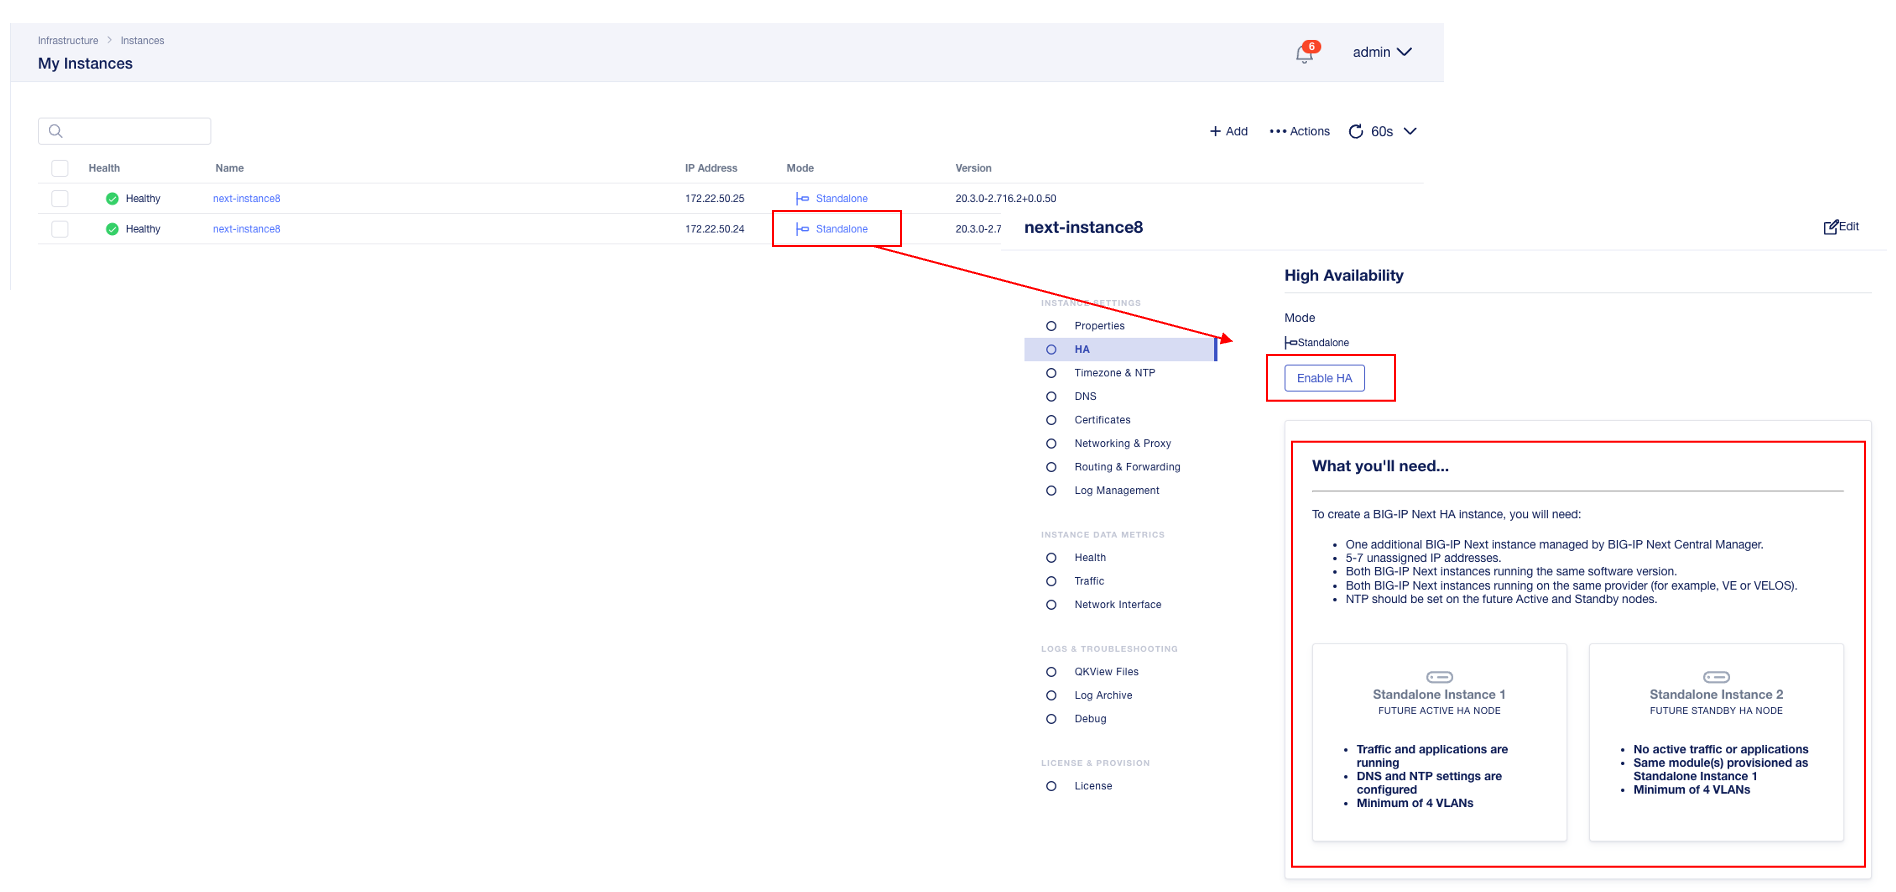 Infrastructure > Instances
My Instances
6
admin
+ Add
••• Actions
60s
Health Name IP Address Mode Version
Healthy next-instance8 172.22.50.25 Standalone 20.3.0-2.716.2+0.0.50
Healthy next-instance8 172.22.50.24 Standalone 20.3.0-2.7
next-instance8
Edit
INSTANCE SETTINGS
Properties
HA
Timezone & NTP
DNS
Certificates
Networking & Proxy
Routing & Forwarding
Log Management
INSTANCE DATA METRICS
Health
Traffic
Network Interface
LOGS & TROUBLESHOOTING
QKView Files
Log Archive
Debug
LICENSE & PROVISION
License
High Availability
Mode
Standalone
Enable HA
What you'll need...
To create a BIG-IP Next HA instance, you will need:
• One additional BIG-IP Next instance managed by BIG-IP Next Central Manager.
• 5-7 unassigned IP addresses.
• Both BIG-IP Next instances running the same software version.
• Both BIG-IP Next instances running on the same provider (for example, VE or VELOS).
• NTP should be set on the future Active and Standby nodes.
Standalone Instance 1
FUTURE ACTIVE HA NODE
• Traffic and applications are
running
• DNS and NTP settings are
configured
• Minimum of 4 VLANs
Standalone Instance 2
FUTURE STANDBY HA NODE
• No active traffic or applications
• Same module(s) provisioned as
Standalone Instance 1
• Minimum of 4 VLANs